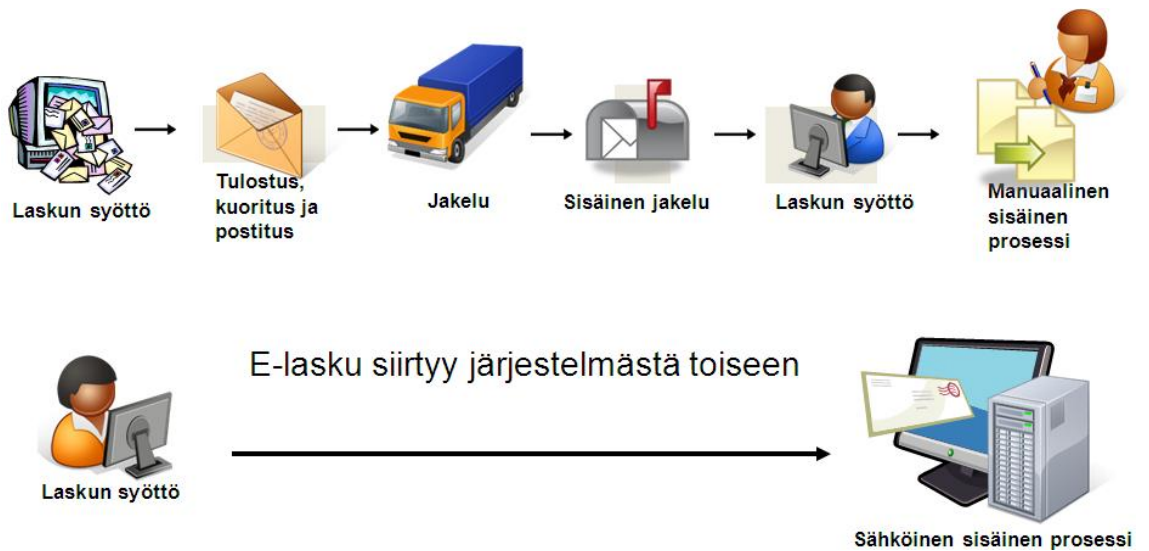 Laskun syöttö
Tulostus,
kuoritus ja
postitus
Jakelu
Sisäinen jakelu
Laskun syöttö
Manuaalinen
sisäinen
prosessi
E-lasku siirtyy järjestelmästä toiseen
Laskun syöttö
Sähköinen sisäinen prosessi